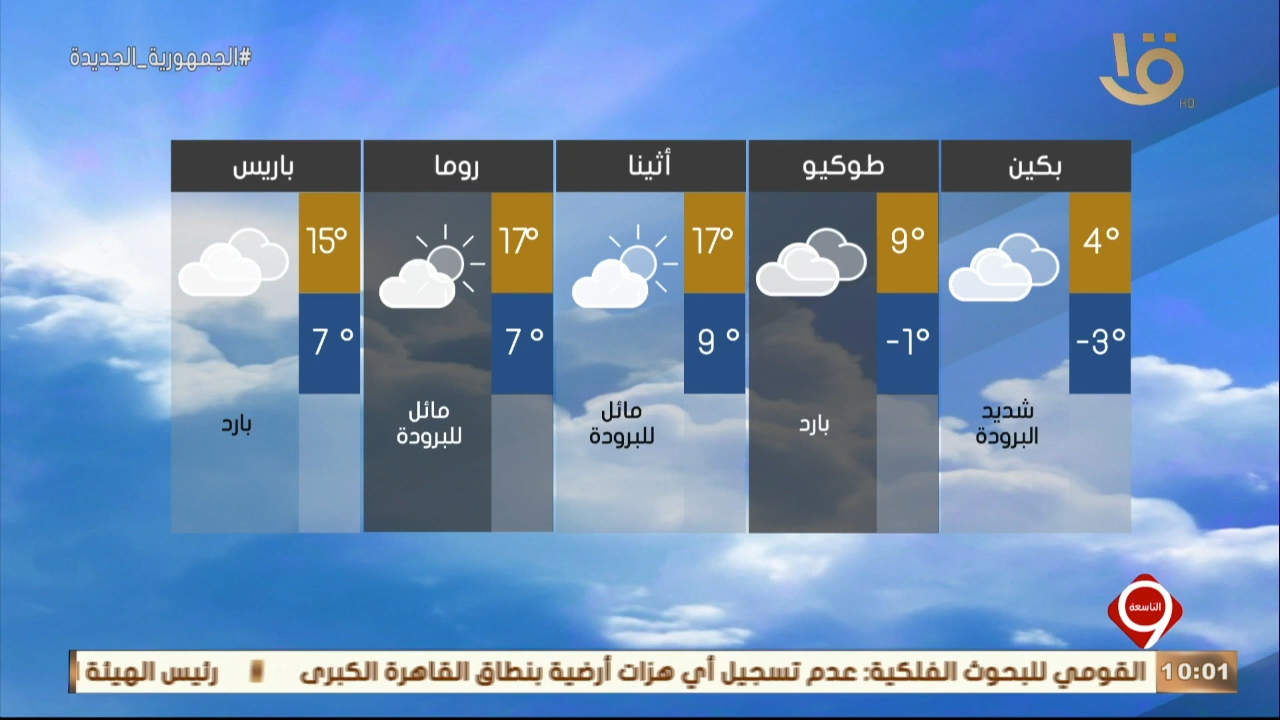 #الجمهورية_الجديدة
HD
بكين
4°
-3°
شديد
البرودة
طوكيو
9°
-1°
بارد
أثينا
17°
9 °
مائل
للبرودة
روما
17°
7 °
مائل
للبرودة
باريس
15°
7 °
بارد
التاسعة
9
10:01
القومي للبحوث الفلكية: عدم تسجيل أي هزات أرضية بنطاق القاهرة الكبرى رئيس الهيئة